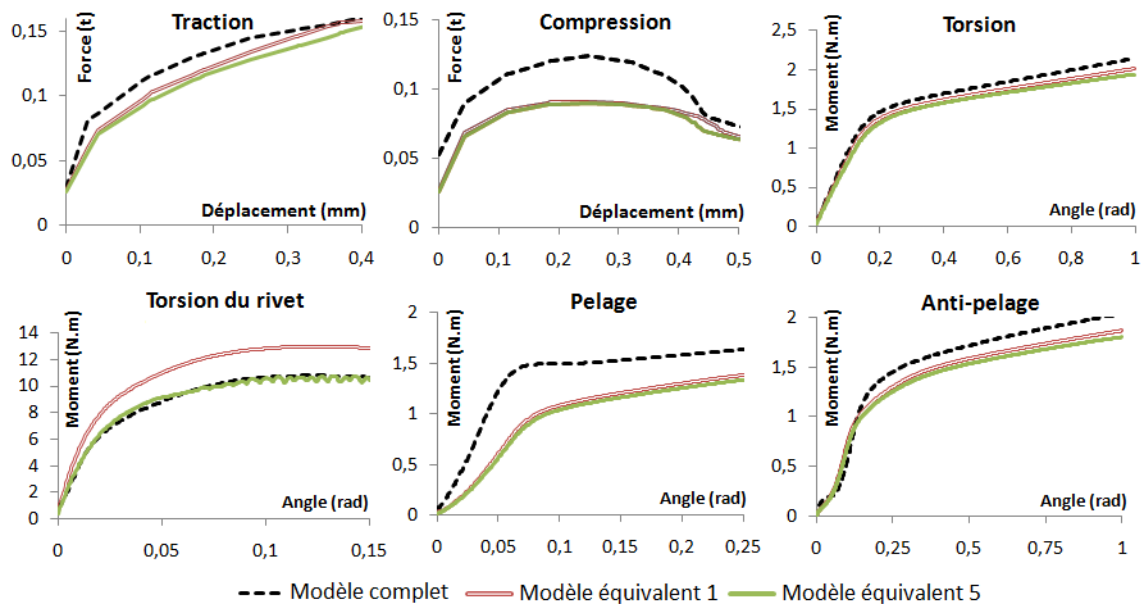 Traction
Force (t)
0,15
0,1
0,05
0
Déplacement (mm)
0 0,1 0,2 0,3 0,4
Compression
Force (t)
0,15
0,1
0,05
0
Déplacement (mm)
0 0,1 0,2 0,3 0,4 0,5
Torsion
Moment (N.m)
2,5
2
1,5
1
0,5
0
Angle (rad)
0 0,2 0,4 0,6 0,8 1
Torsion du rivet
Moment (N.m)
14
12
10
8
6
4
2
0
Angle (rad)
0 0,05 0,1 0,15
Pelage
Moment (N.m)
2
1,5
1
0,5
0
Angle (rad)
0 0,05 0,1 0,15 0,2 0,25
Anti-pelage
Moment (N.m)
2
1,5
1
0,5
0
Angle (rad)
0 0,25 0,5 0,75 1
Modèle complet Modèle équivalent 1 Modèle équivalent 5